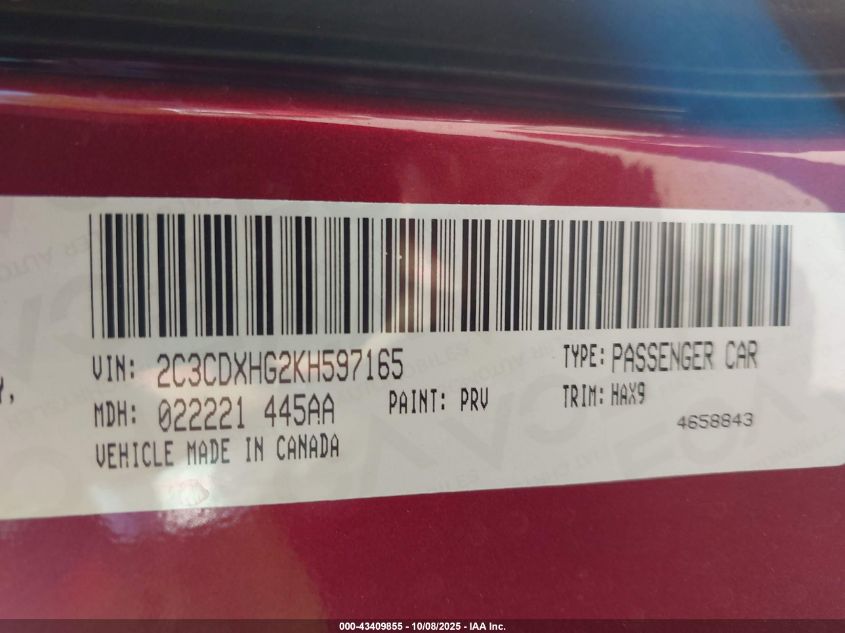 VIN: 2C3CDXHG2KH597165 TYPE: PASSENGER CAR
Y,
MDH: 022221 445AA PAINT: PRV TRIM: HAX9
VEHICLE MADE IN CANADA 4658843
000-43409855 - 10/08/2025 - IAA Inc.